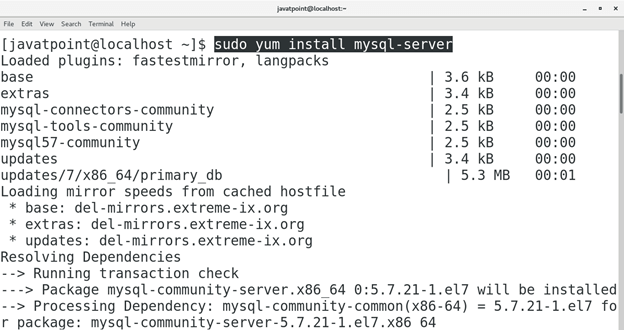 javatpoint@localhost:~
File Edit View Search Terminal Help
[javatpoint@localhost ~]$ sudo yum install mysql-server
Loaded plugins: fastestmirror, langpacks
base | 3.6 kB 00:00
extras | 3.4 kB 00:00
mysql-connectors-community | 2.5 kB 00:00
mysql-tools-community | 2.5 kB 00:00
mysql57-community | 2.5 kB 00:00
updates | 3.4 kB 00:00
updates/7/x86_64/primary_db | 5.3 MB 00:01
Loading mirror speeds from cached hostfile
 * base: del-mirrors.extreme-ix.org
 * extras: del-mirrors.extreme-ix.org
 * updates: del-mirrors.extreme-ix.org
Resolving Dependencies
--> Running transaction check
---> Package mysql-community-server.x86_64 0:5.7.21-1.el7 will be installed
--> Processing Dependency: mysql-community-common(x86-64) = 5.7.21-1.el7 fo
r package: mysql-community-server-5.7.21-1.el7.x86_64